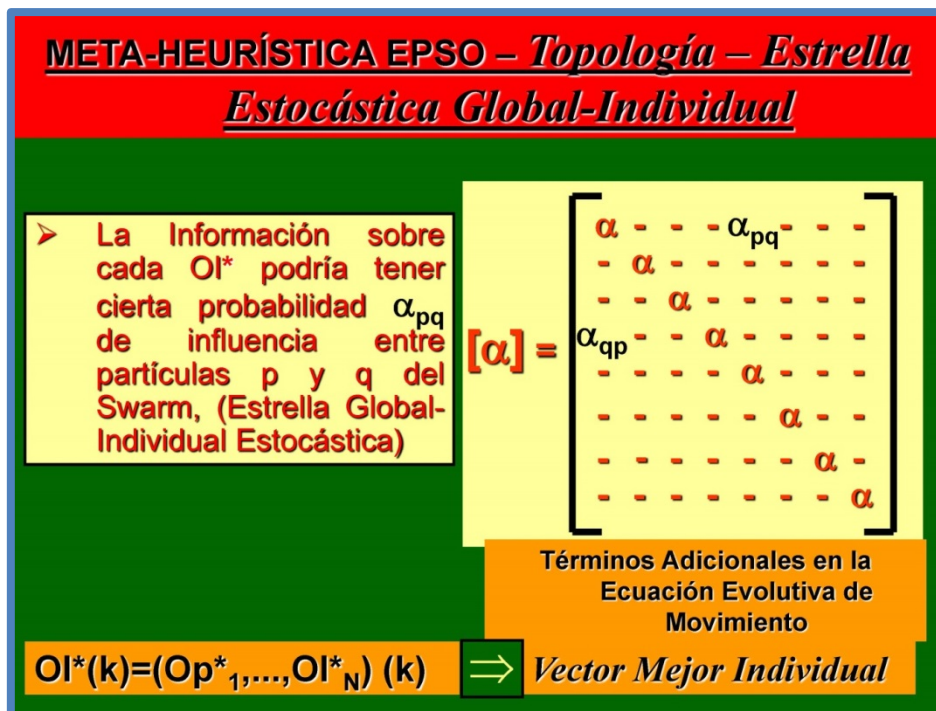 META-HEURÍSTICA EPSO – Topología – Estrella
Estocástica Global-Individual
➢ La Información sobre
cada OI* podría tener
cierta probabilidad αpq
de influencia entre
partículas p y q del
Swarm, (Estrella Global-
Individual Estocástica)
[α] =
α - - - αpq - - -
- α - - - - - -
- - α - - - - -
αqp - - α - - - -
- - - - α - - -
- - - - - α - -
- - - - - - α -
- - - - - - - α
Términos Adicionales en la
Ecuación Evolutiva de
Movimiento
OI*(k)=(Op*1,...,OI*N) (k) ⇒ Vector Mejor Individual